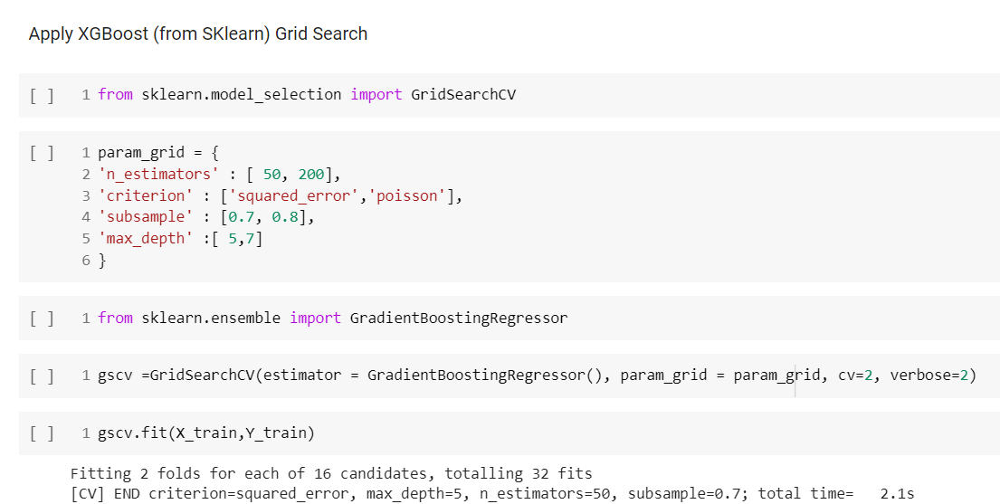 Apply XGBoost (from SKlearn) Grid Search
[ ] 1 from sklearn.model_selection import GridSearchCV
[ ] 1 param_grid = {
2 'n_estimators' : [ 50, 200],
3 'criterion' : ['squared_error','poisson'],
4 'subsample' : [0.7, 0.8],
5 'max_depth' :[ 5,7]
6 }
[ ] 1 from sklearn.ensemble import GradientBoostingRegressor
[ ] 1 gscv =GridSearchCV(estimator = GradientBoostingRegressor(), param_grid = param_grid, cv=2, verbose=2)
[ ] 1 gscv.fit(X_train,Y_train)
Fitting 2 folds for each of 16 candidates, totalling 32 fits
[CV] END criterion=squared_error, max_depth=5, n_estimators=50, subsample=0.7; total time=   2.1s